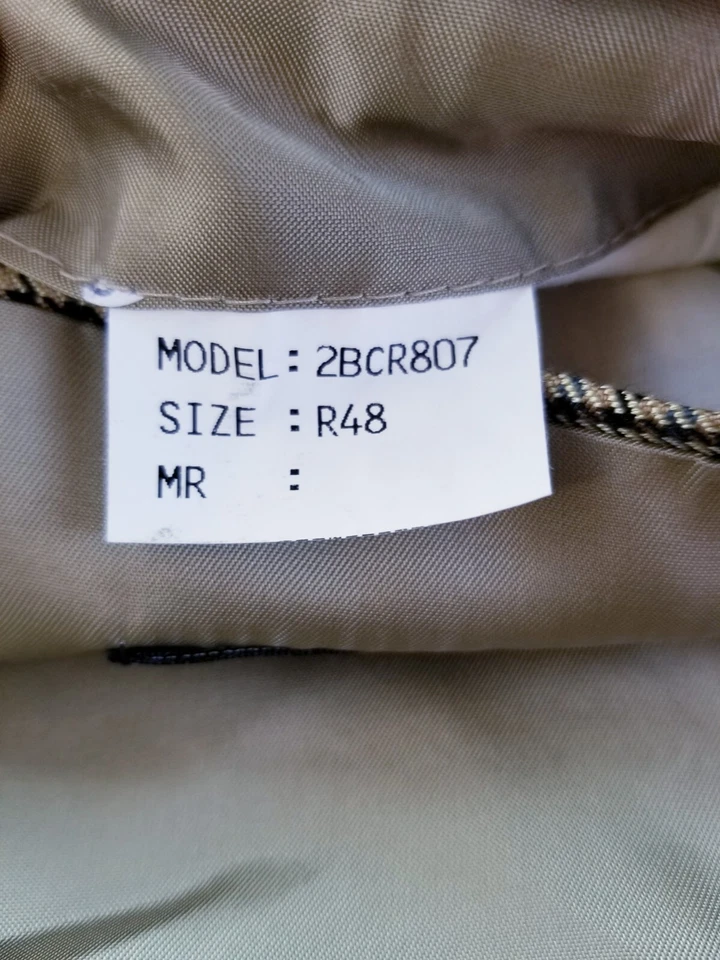 MODEL: 2BCR807
SIZE : R48
MR :